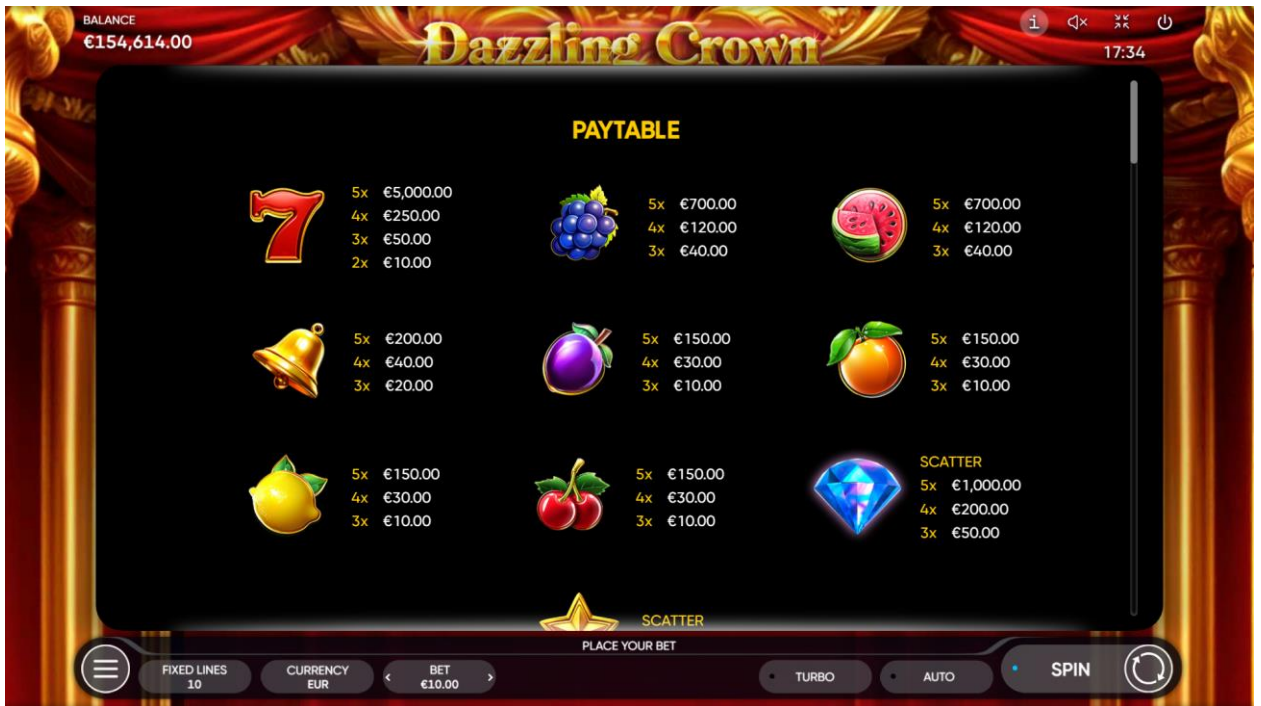 BALANCE
€154,614.00
Dazzling Crown
i
17:34
PAYTABLE
5x €5,000.00
4x €250.00
3x €50.00
2x €10.00
5x €700.00
4x €120.00
3x €40.00
5x €700.00
4x €120.00
3x €40.00
5x €200.00
4x €40.00
3x €20.00
5x €150.00
4x €30.00
3x €10.00
5x €150.00
4x €30.00
3x €10.00
5x €150.00
4x €30.00
3x €10.00
5x €150.00
4x €30.00
3x €10.00
SCATTER
5x €1,000.00
4x €200.00
3x €50.00
SCATTER
PLACE YOUR BET
FIXED LINES
10
CURRENCY
EUR
BET
€10.00
TURBO
AUTO
SPIN